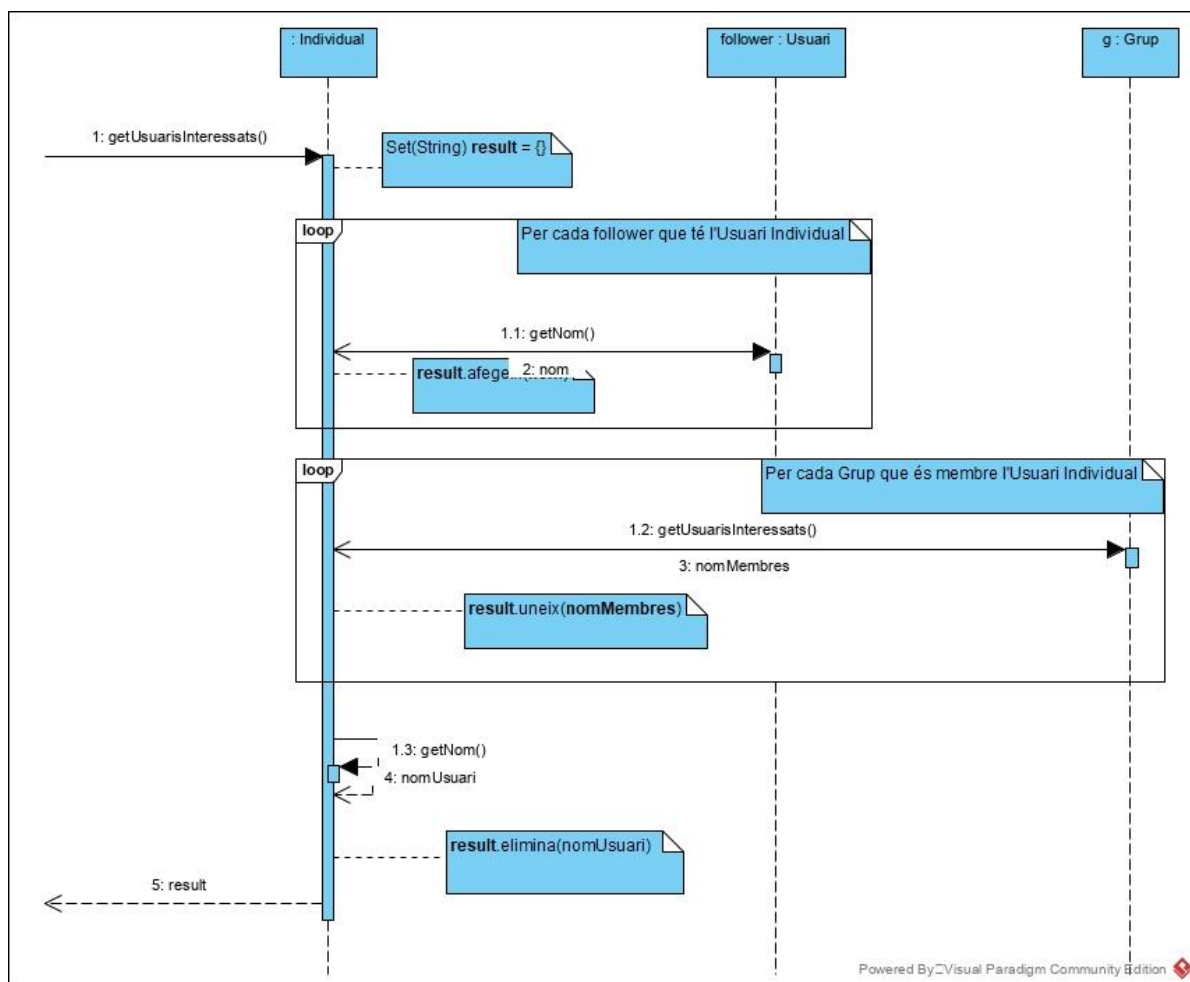 : Individual
follower : Usuari
g : Grup
1: getUsuarisInteressats()
Set(String) result = {}
loop
Per cada follower que té l'Usuari Individual
1.1: getNom()
2: nom
result.
loop
Per cada Grup que és membre l'Usuari Individual
1.2: getUsuarisInteressats()
3: nomMembres
result.uneix(nomMembres)
1.3: getNom()
4: nomUsuari
result.elimina(nomUsuari)
5: result
Powered By Visual Paradigm Community Edition